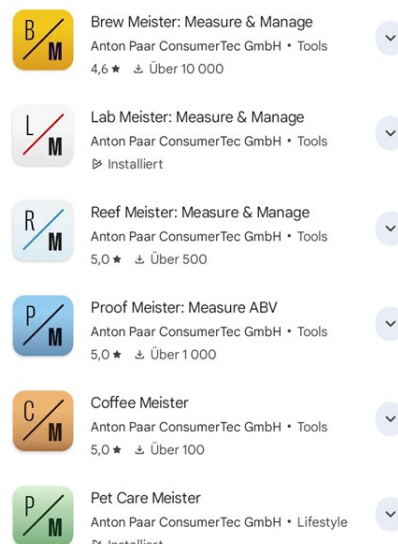 B/M
Brew Meister: Measure & Manage
Anton Paar ConsumerTec GmbH • Tools
4,6 ★ Über 10 000
L/M
Lab Meister: Measure & Manage
Anton Paar ConsumerTec GmbH • Tools
Installiert
R/M
Reef Meister: Measure & Manage
Anton Paar ConsumerTec GmbH • Tools
5,0 ★ Über 500
P/M
Proof Meister: Measure ABV
Anton Paar ConsumerTec GmbH • Tools
5,0 ★ Über 1 000
C/M
Coffee Meister
Anton Paar ConsumerTec GmbH • Tools
5,0 ★ Über 100
P/M
Pet Care Meister
Anton Paar ConsumerTec GmbH • Lifestyle
Installiert